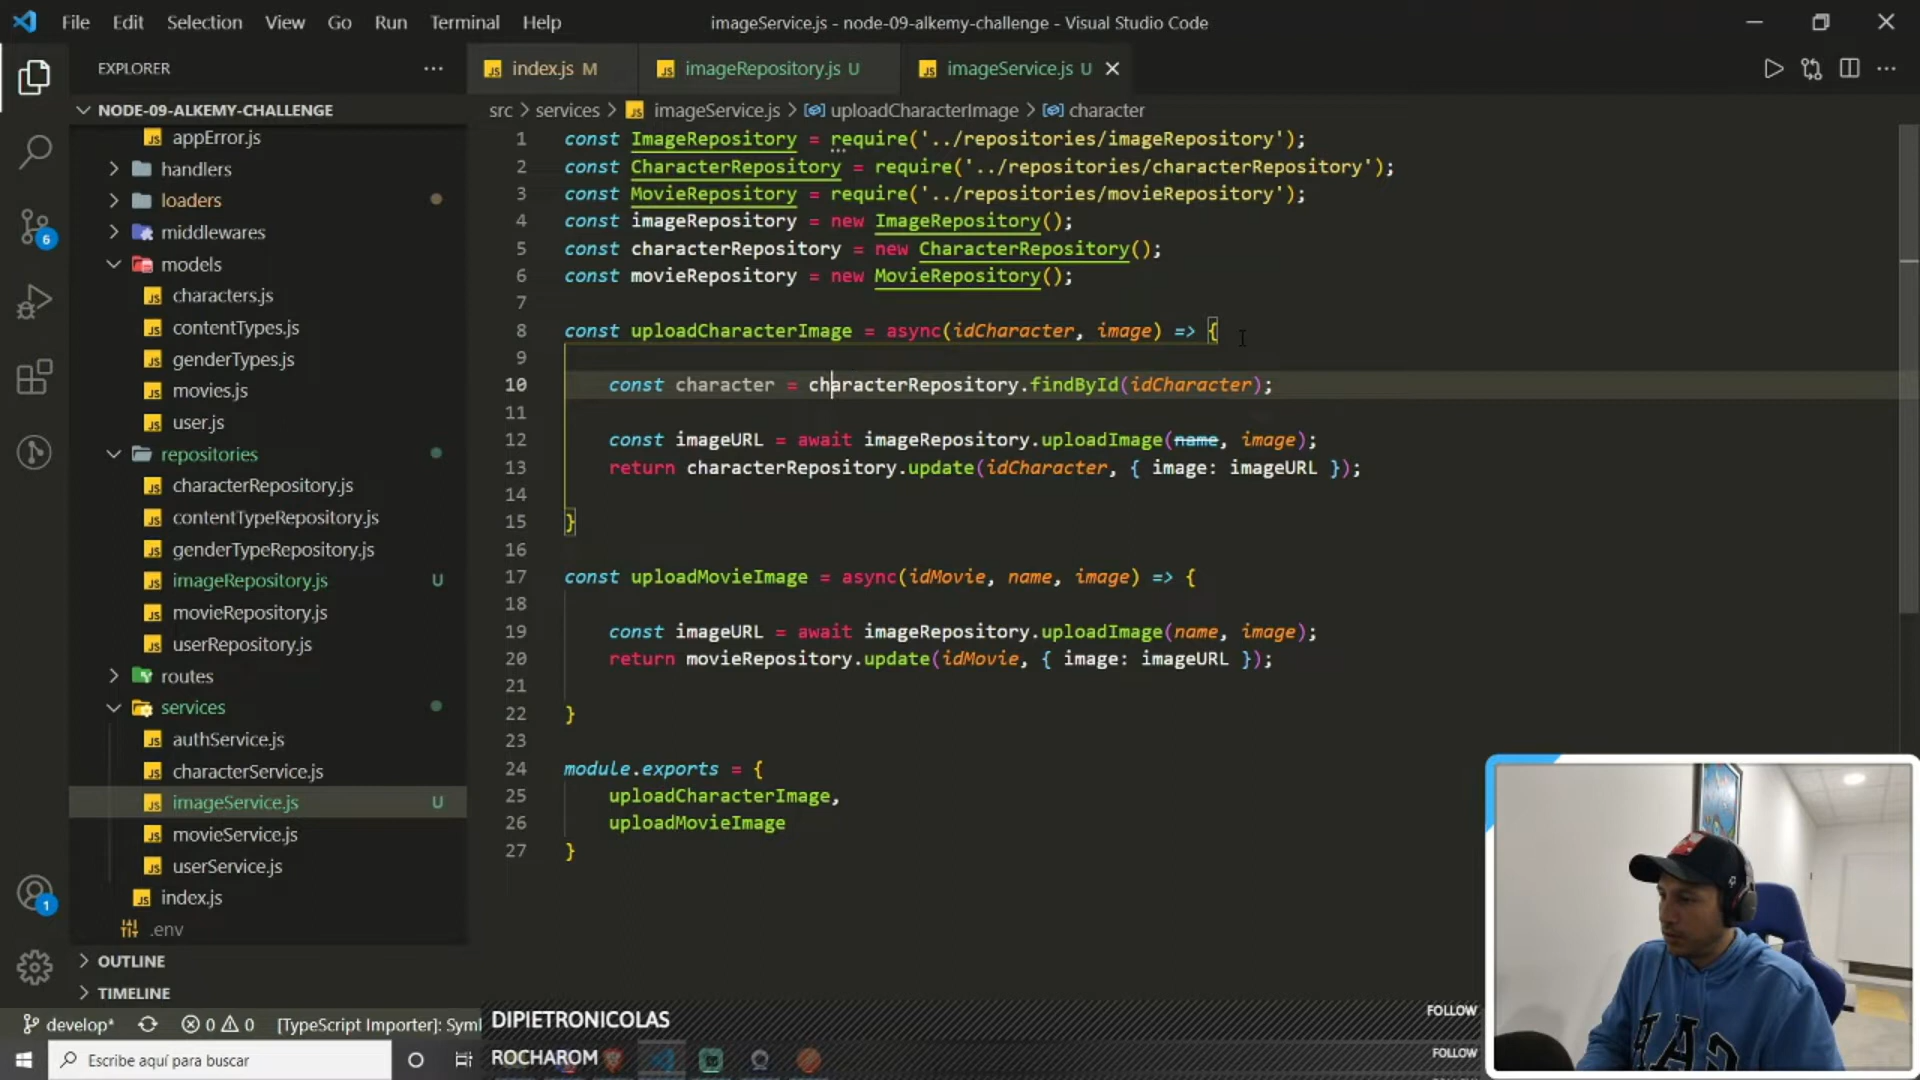 File Edit Selection View Go Run Terminal Help
imageService.js - node-09-alkemy-challenge - Visual Studio Code
EXPLORER
NODE-09-ALKEMY-CHALLENGE
appError.js
handlers
loaders
middlewares
models
characters.js
contentTypes.js
genderTypes.js
movies.js
user.js
repositories
characterRepository.js
contentTypeRepository.js
genderTypeRepository.js
imageRepository.js U
movieRepository.js
userRepository.js
routes
services
authService.js
characterService.js
imageService.js U
movieService.js
userService.js
index.js
.env
OUTLINE
TIMELINE
6
1
index.js M
imageRepository.js U
imageService.js U
src > services > imageService.js > uploadCharacterImage > character
1 const ImageRepository = require('../repositories/imageRepository');
2 const CharacterRepository = require('../repositories/characterRepository');
3 const MovieRepository = require('../repositories/movieRepository');
4 const imageRepository = new ImageRepository();
5 const characterRepository = new CharacterRepository();
6 const movieRepository = new MovieRepository();
7
8 const uploadCharacterImage = async(idCharacter, image) => {
9
10 const character = characterRepository.findById(idCharacter);
11
12 const imageURL = await imageRepository.uploadImage(name, image);
13 return characterRepository.update(idCharacter, { image: imageURL });
14
15 }
16
17 const uploadMovieImage = async(idMovie, name, image) => {
18
19 const imageURL = await imageRepository.uploadImage(name, image);
20 return movieRepository.update(idMovie, { image: imageURL });
21
22 }
23
24 module.exports = {
25 uploadCharacterImage,
26 uploadMovieImage
27 }
develop* 0 0 [TypeScript Importer]: Syml
DIPIETRONICOLAS FOLLOW
ROCHAROM FOLLOW
Escribe aquí para buscar